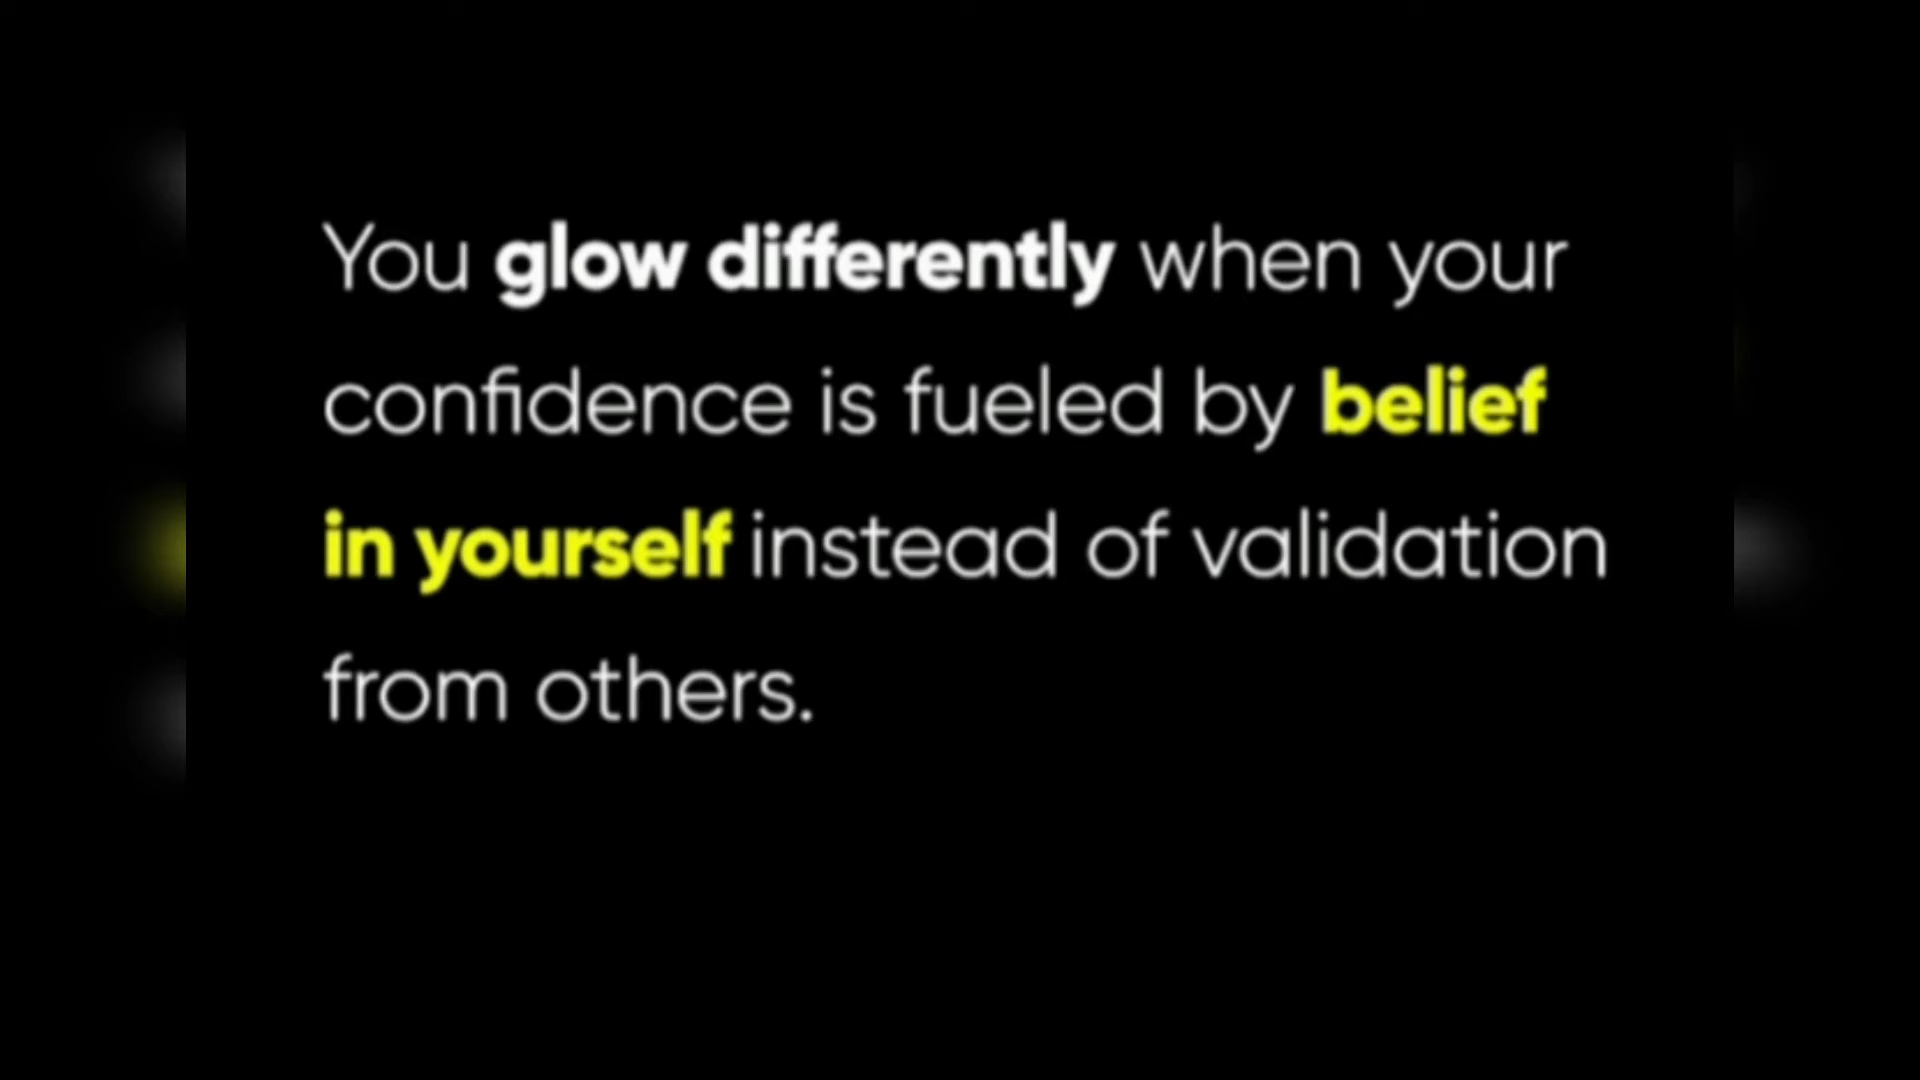 You glow differently when your
confidence is fueled by belief
in yourself instead of validation
from others.